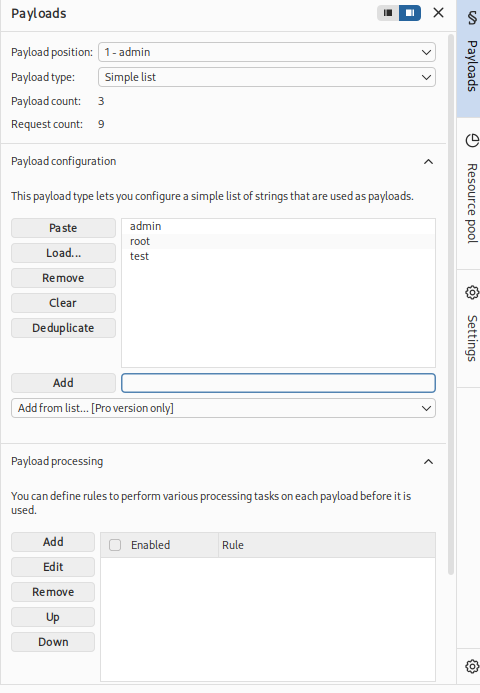 Payloads
Payload position: 1 - admin
Payload type: Simple list
Payload count: 3
Request count: 9
Payload configuration
This payload type lets you configure a simple list of strings that are used as payloads.
Paste
Load...
Remove
Clear
Deduplicate
admin
root
test
Add
Add from list... [Pro version only]
Payload processing
You can define rules to perform various processing tasks on each payload before it is
used.
Add
Edit
Remove
Up
Down
Enabled Rule
Payloads
Resource pool
Settings